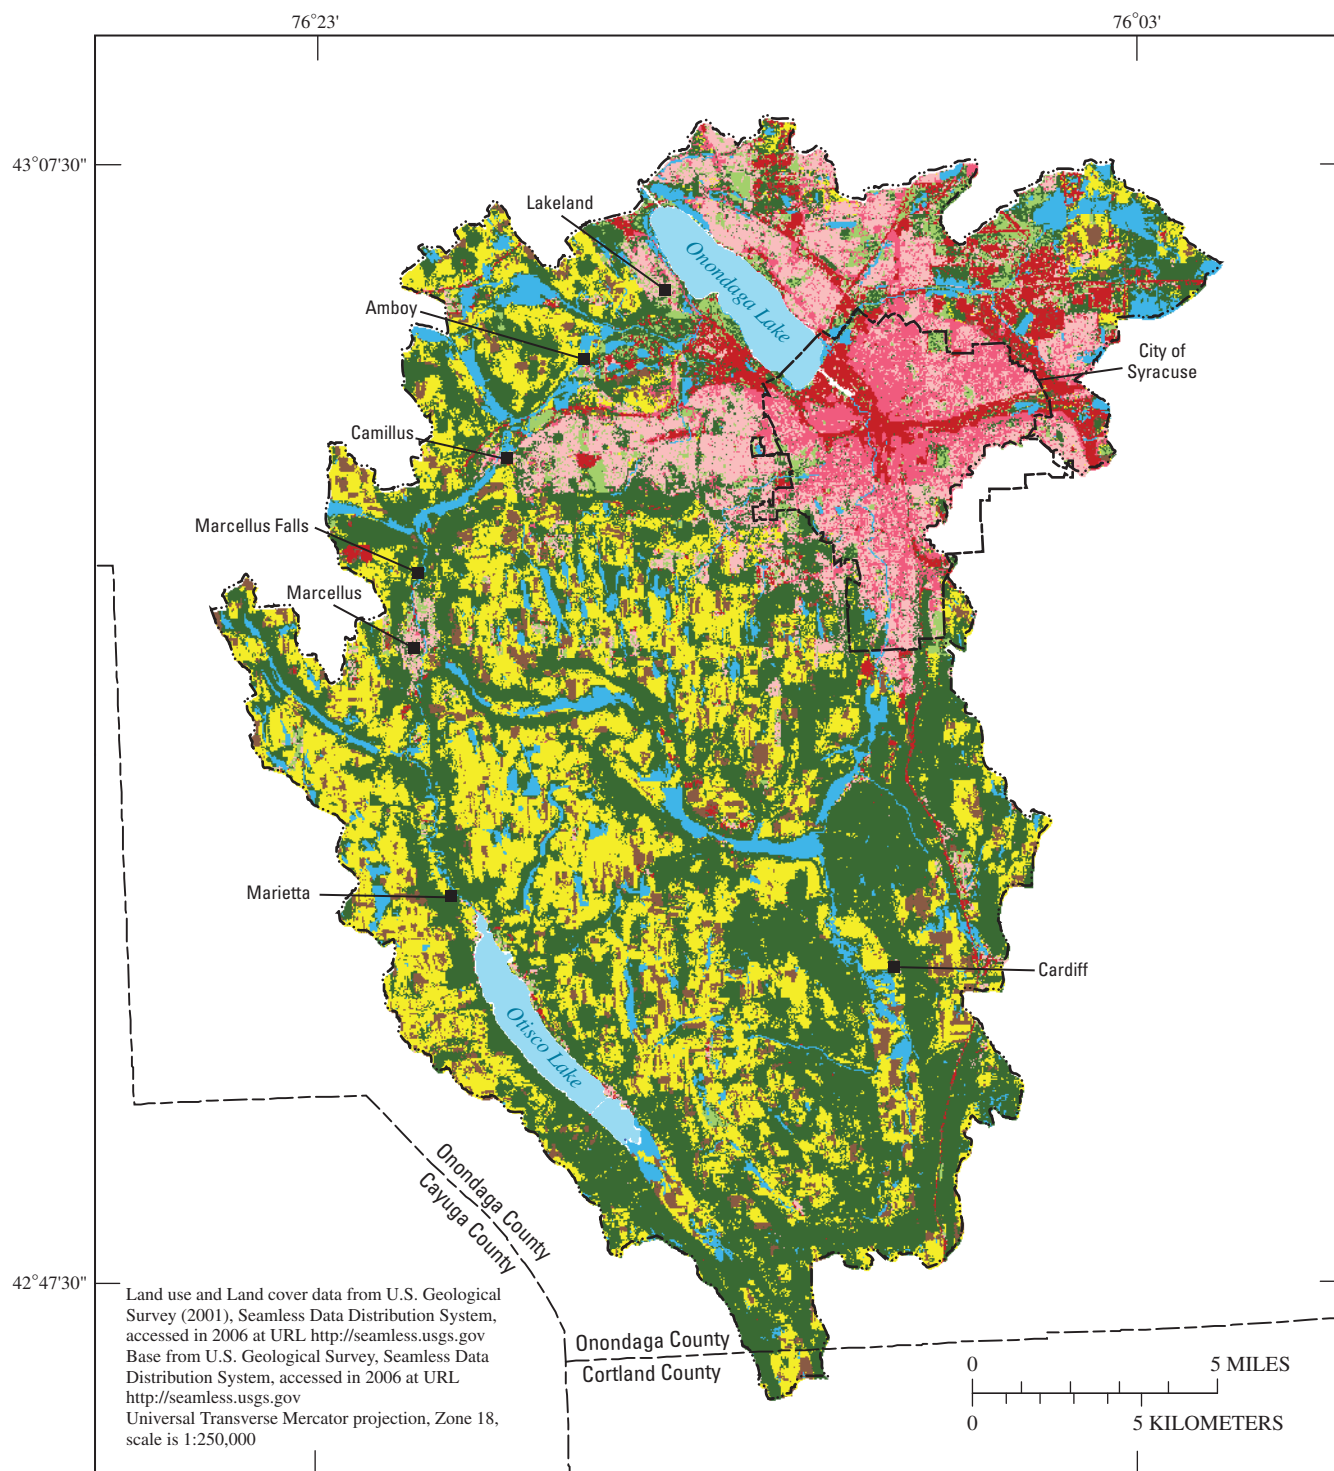 76°23'
76°03'
43°07'30"
Lakeland
Onondaga Lake
Amboy
City of
Syracuse
Camillus
Marcellus Falls
Marcellus
Marietta
Cardiff
Otisco Lake
Onondaga County
Cayuga County
42°47'30"
Land use and Land cover data from U.S. Geological
Survey (2001), Seamless Data Distribution System,
accessed in 2006 at URL http://seamless.usgs.gov
Base from U.S. Geological Survey, Seamless Data
Distribution System, accessed in 2006 at URL
http://seamless.usgs.gov
Universal Transverse Mercator projection, Zone 18,
scale is 1:250,000
Onondaga County
Cortland County
0 5 MILES
0 5 KILOMETERS